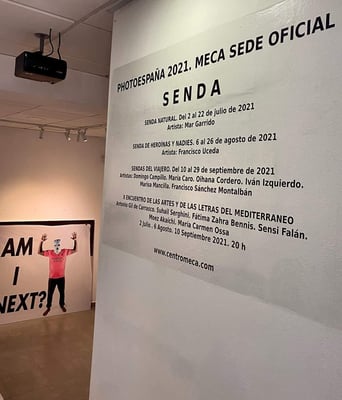 PHOTOESPAÑA 2021. MECA SEDE OFICIAL
SENDA
SENDA NATURAL. Del 2 al 22 de julio de 2021
Artista: Mar Garrido
SENDA DE HEROÍNAS Y NADIES. 6 al 26 de agosto de 2021
Artista: Francisco Uceda
SENDAS DEL VIAJERO. Del 10 al 29 de septiembre de 2021
Artistas: Domingo Campillo. María Caro. Oihana Cordero. Iván Izquierdo.
Marisa Mancilla. Francisco Sánchez Montalbán
X ENCUENTRO DE LAS ARTES Y DE LAS LETRAS DEL MEDITERRÁNEO
Antonio Gil de Carrasco. Suhail Serghini. Fátima Zahra Bennis. Sensi Falán.
Moez Akaichi. María Carmen Ossa
2 Julio . 6 Agosto. 10 Septiembre 2021, 20 h
www.centromeca.com
AM
I
NEXT?